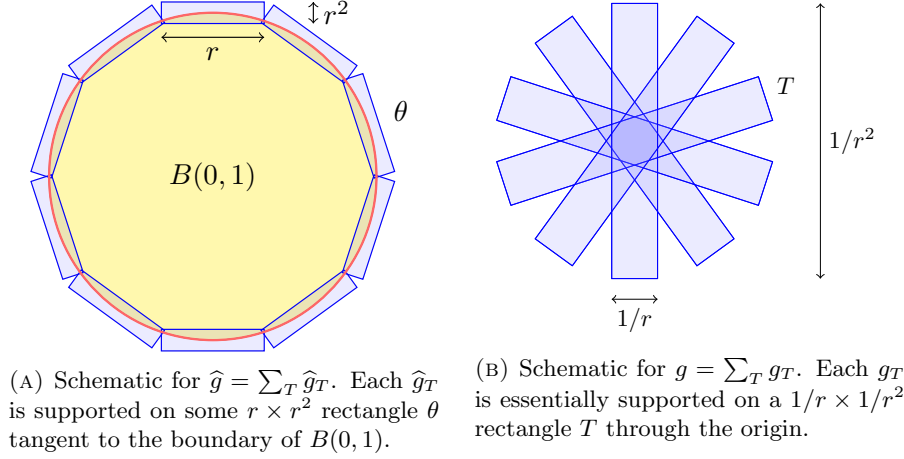 r²
r
θ
B(0, 1)
T
1/r²
1/r
(A) Schematic for ĝ = ∑_T ĝ_T. Each ĝ_T
is supported on some r × r² rectangle θ
tangent to the boundary of B(0, 1).
(B) Schematic for g = ∑_T g_T. Each g_T
is essentially supported on a 1/r × 1/r²
rectangle T through the origin.